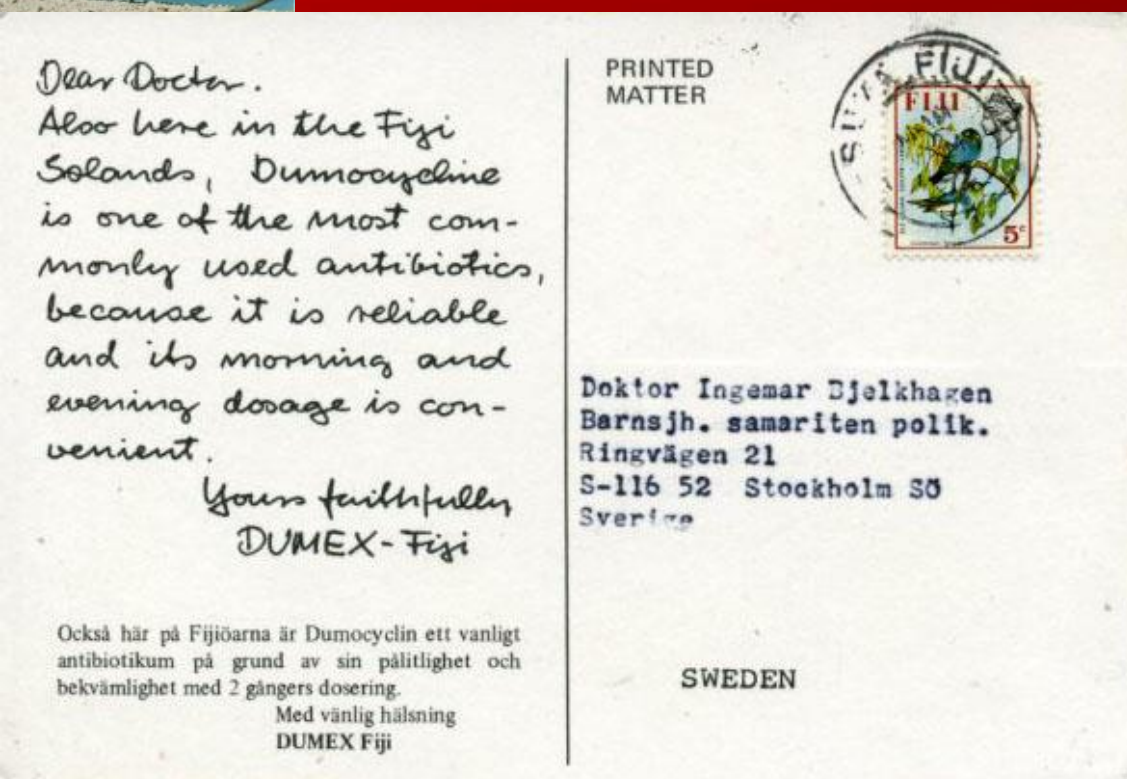 Dear Doctor.
Also here in the Fiji
Islands, Dumocycline
is one of the most com-
monly used antibiotics,
because it is reliable
and its morning and
evening dosage is con-
venient.
Yours faithfully
DUMEX-Fiji
Också här på Fijiöarna är Dumocyclin ett vanligt
antibiotikum på grund av sin pålitlighet och
bekvämlighet med 2 gångers dosering.
Med vänlig hälsning
DUMEX Fiji
PRINTED
MATTER
SUVA FIJI
FIJI
5c
Doktor Ingemar Bjelkhagen
Barnsjh. samariten polik.
Ringvägen 21
S-116 52 Stockholm SÖ
Sverige
SWEDEN